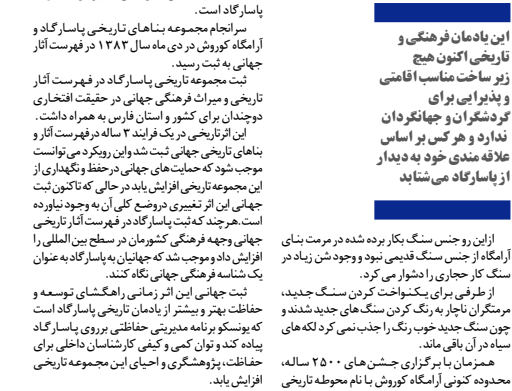 این یادمان فرهنگی و
تاریخی اکنون هیچ
زیر ساخت مناسب اقامتی
و پذیرایی برای
گردشگران و جهانگردان
ندارد و هر کس بر اساس
علاقه مندی خود به دیدار
از پاسارگاد می‌شتابد
ازاین رو جنس سنگ بکار برده شده در مرمت بنای
آرامگاه از جنس سنگ قدیمی نبود و وجود شن زیاد در
سنگ کار حجاری را دشوار می کرد.
از طرفی برای یکنواخت کردن سنگ جدید،
مرمتگران ناچار به رنگ کردن سنگ های جدید شدند و
چون سنگ جدید خوب رنگ را جذب نمی کرد لکه های
سیاه در آن باقی ماند.
همزمان با برگزاری جشن‌های ۲۵۰۰ ساله،
محدوده کنونی آرامگاه کوروش با نام محوطه تاریخی
پاسارگاد است.
سرانجام مجموعه بناهای تاریخی پاسارگاد و
آرامگاه کوروش در دی ماه سال ۱۳۸۳ در فهرست آثار
جهانی به ثبت رسید.
ثبت مجموعه تاریخی پاسارگاد در فهرست آثار
تاریخی و میراث فرهنگی جهانی در حقیقت افتخاری
دوچندان برای کشور و استان فارس به همراه داشت.
این اثرتاریخی در یک فرایند ۳ ساله درفهرست آثار و
بناهای تاریخی جهانی ثبت شد واین رویکرد می توانست
موجب شود که حمایت‌های جهانی درحفظ و نگهداری از
این مجموعه تاریخی افزایش یابد در حالی که تاکنون ثبت
جهانی این اثر تغییری دروضع کلی آن به وجود نیاورده
است.هرچند که ثبت پاسارگاد در فهرست آثار تاریخی
جهانی وجهه فرهنگی کشورمان در سطح بین المللی را
افزایش داد و موجب شد که جهانیان به پاسارگاد به عنوان
یک شناسه فرهنگی جهانی نگاه کنند.
ثبت جهانی این اثر زمانی راهگشای توسعه و
حفاظت بهتر و بیشتر از یادمان تاریخی پاسارگاد است
که یونسکو برنامه مدیریتی حفاظتی برروی پاسارگاد
پیاده کند و توان کمی و کیفی کارشناسان داخلی برای
حفاظت، پژوهشگری و احیای این مجموعه تاریخی
افزایش یابد.